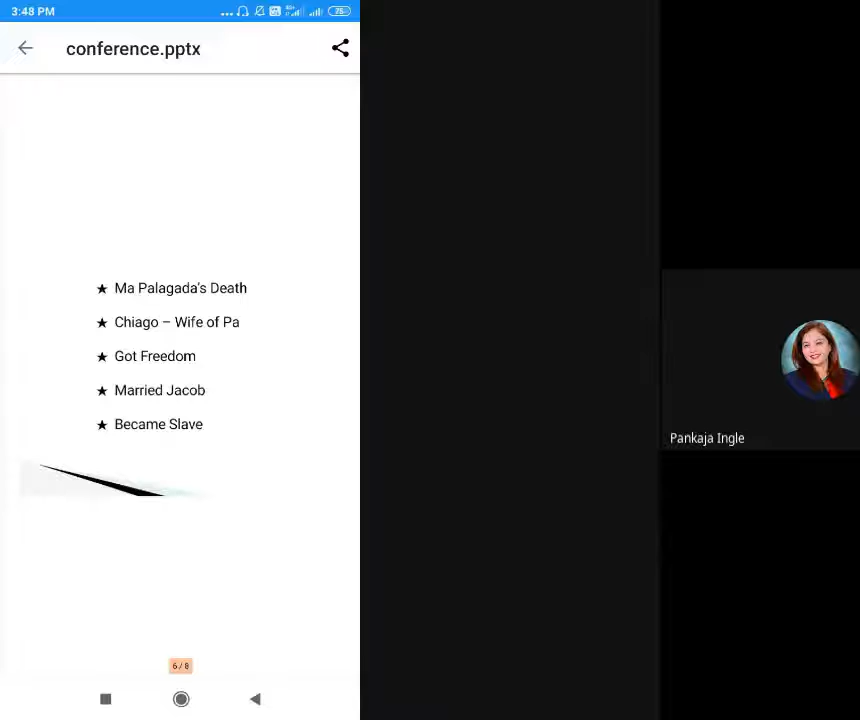 3:48 PM
75
conference.pptx
★ Ma Palagada's Death
★ Chiago – Wife of Pa
★ Got Freedom
★ Married Jacob
★ Became Slave
Pankaja Ingle
6/8